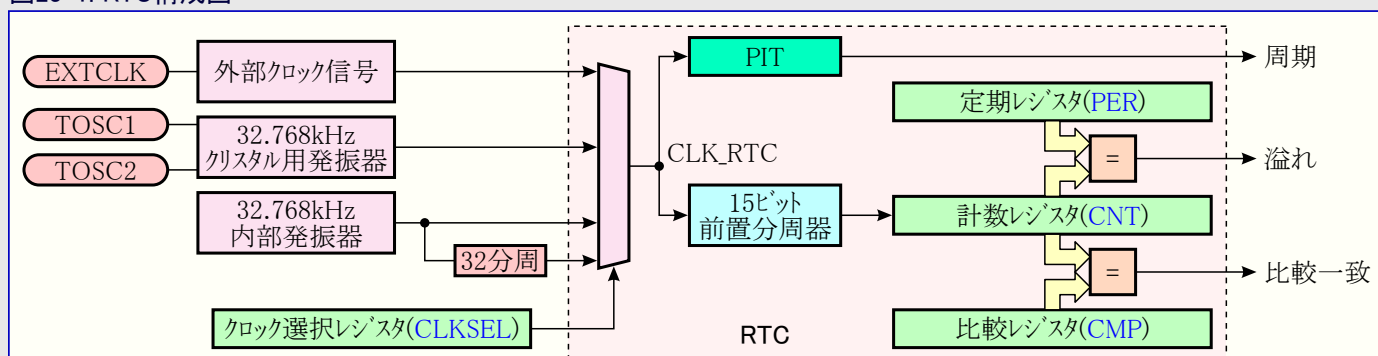 EXTCLK
外部クロック信号
TOSC1
TOSC2
32.768kHz
クリスタル用発振器
32.768kHz
内部発振器
32分周
クロック選択レジスタ(CLKSEL)
CLK_RTC
PIT
15ビット
前置分周器
定期レジスタ(PER)
=
計数レジスタ(CNT)
=
比較レジスタ(CMP)
RTC
周期
溢れ
比較一致